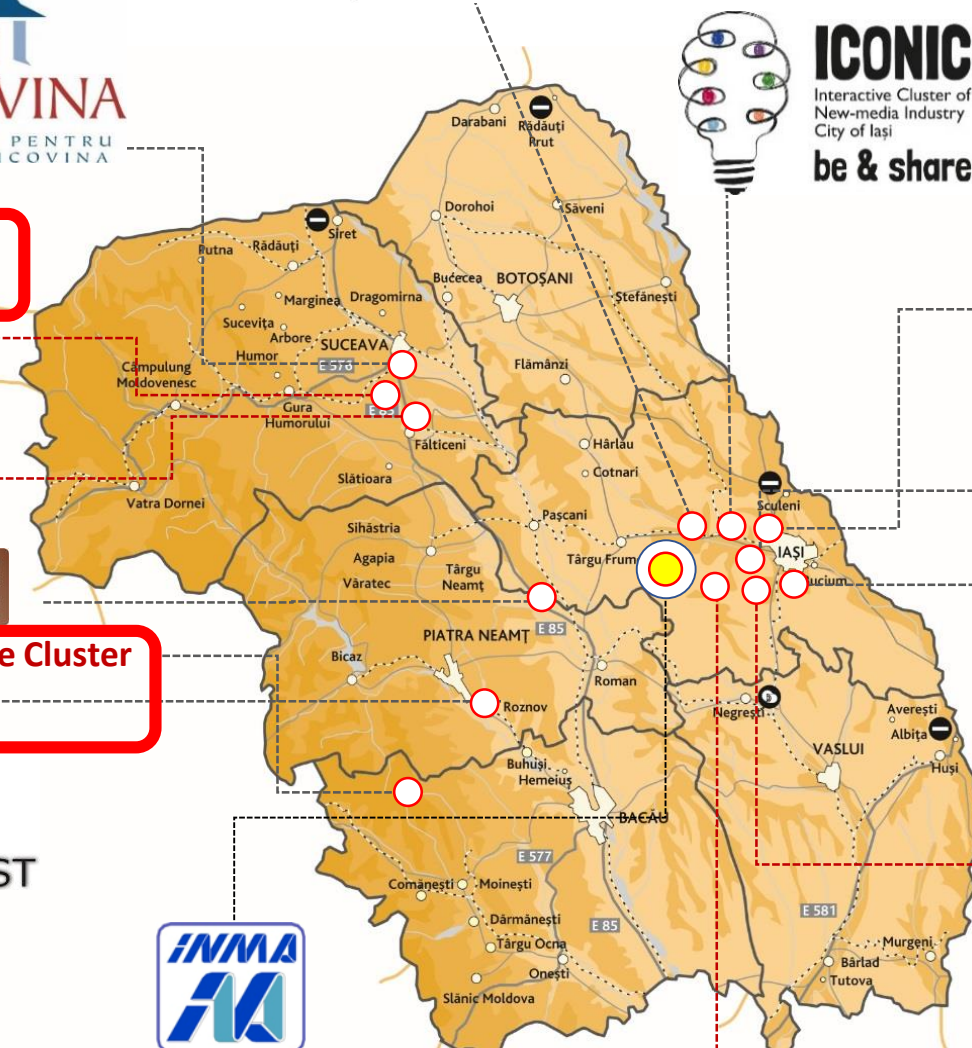 VINA
PENTRU
ICOVINA
ICONIC
Interactive Cluster of
New-media Industry
City of Iași
be & share
Darabani
Rădăuți
Prut
Dorohoi
Săveni
Siret
Putna
Rădăuți
Bucecea
BOTOȘANI
Ștefănești
Marginea
Dragomirna
Sucevița
Arbore
SUCEAVA
Humor
E 576
Flămânzi
Câmpulung
Moldovenesc
Gura
Humorului
E 85
Fălticeni
Hârlău
Cotnari
Slătioara
Vatra Dornei
Sculeni
Pașcani
Sihăstria
Agapia
Văratec
Târgu
Neamț
Târgu Frum
IAȘI
ucium
E 85
PIATRA NEAMȚ
e Cluster
Bicaz
Roman
Roznov
Negrești
Averești
Albița
VASLUI
Huși
Buhuși
Hemeiuș
BACĂU
ST
E 577
Comănești
Moinești
E 85
E 581
Dărmănești
Târgu Ocna
Onești
Slănic Moldova
Murgeni
Bârlad
Tutova
INMA